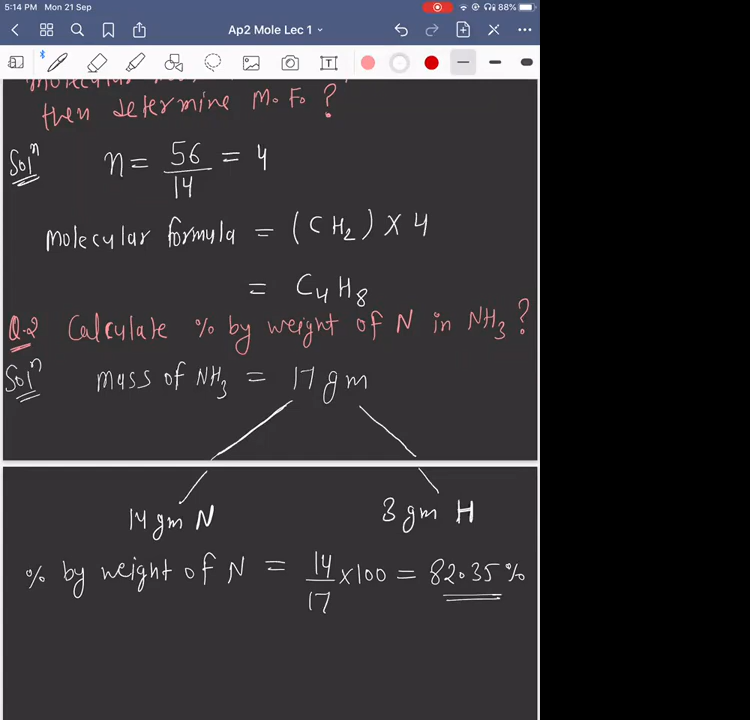 5:14 PM Mon 21 Sep 88%
Ap2 Mole Lec 1
then determine M.F. ?
Solⁿ n = 56/14 = 4
molecular formula = (CH₂) × 4
= C₄H₈
Q.2 Calculate % by weight of N in NH₃ ?
Solⁿ mass of NH₃ = 17 gm
14 gm N 3 gm H
% by weight of N = 14/17 × 100 = 82.35 %